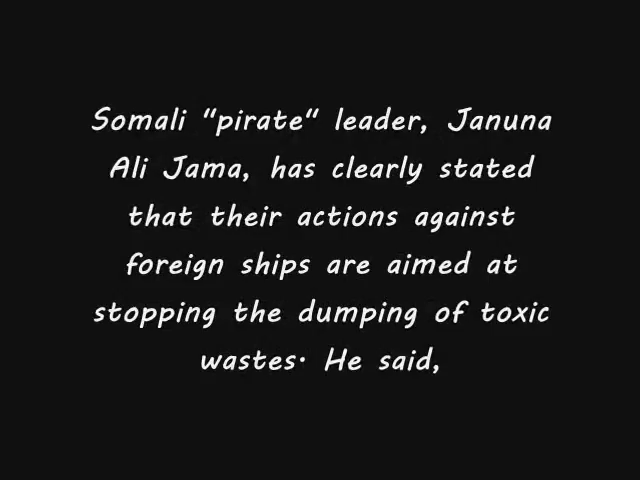 Somali "pirate" leader, Januna
Ali Jama, has clearly stated
that their actions against
foreign ships are aimed at
stopping the dumping of toxic
wastes. He said,